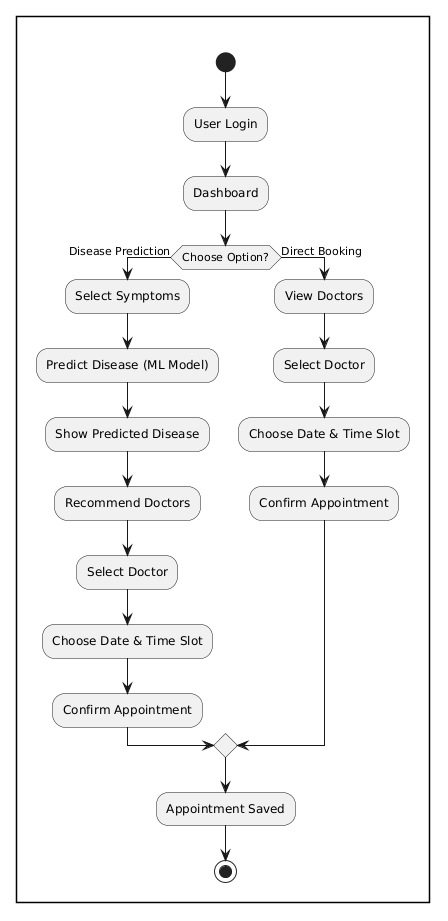 User Login
Dashboard
Disease Prediction
Choose Option?
Direct Booking
Select Symptoms
Predict Disease (ML Model)
Show Predicted Disease
Recommend Doctors
Select Doctor
Choose Date & Time Slot
Confirm Appointment
View Doctors
Select Doctor
Choose Date & Time Slot
Confirm Appointment
Appointment Saved